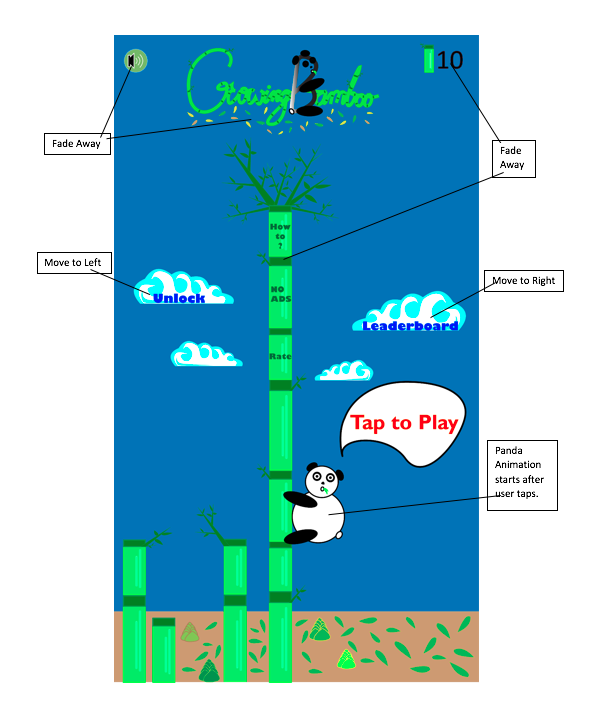 10
Growing Bamboo
Fade Away
Fade
Away
How
to
?
Move to Left
Move to Right
Unlock
NO
ADS
Leaderboard
Rate
Tap to Play
Panda
Animation
starts after
user taps.